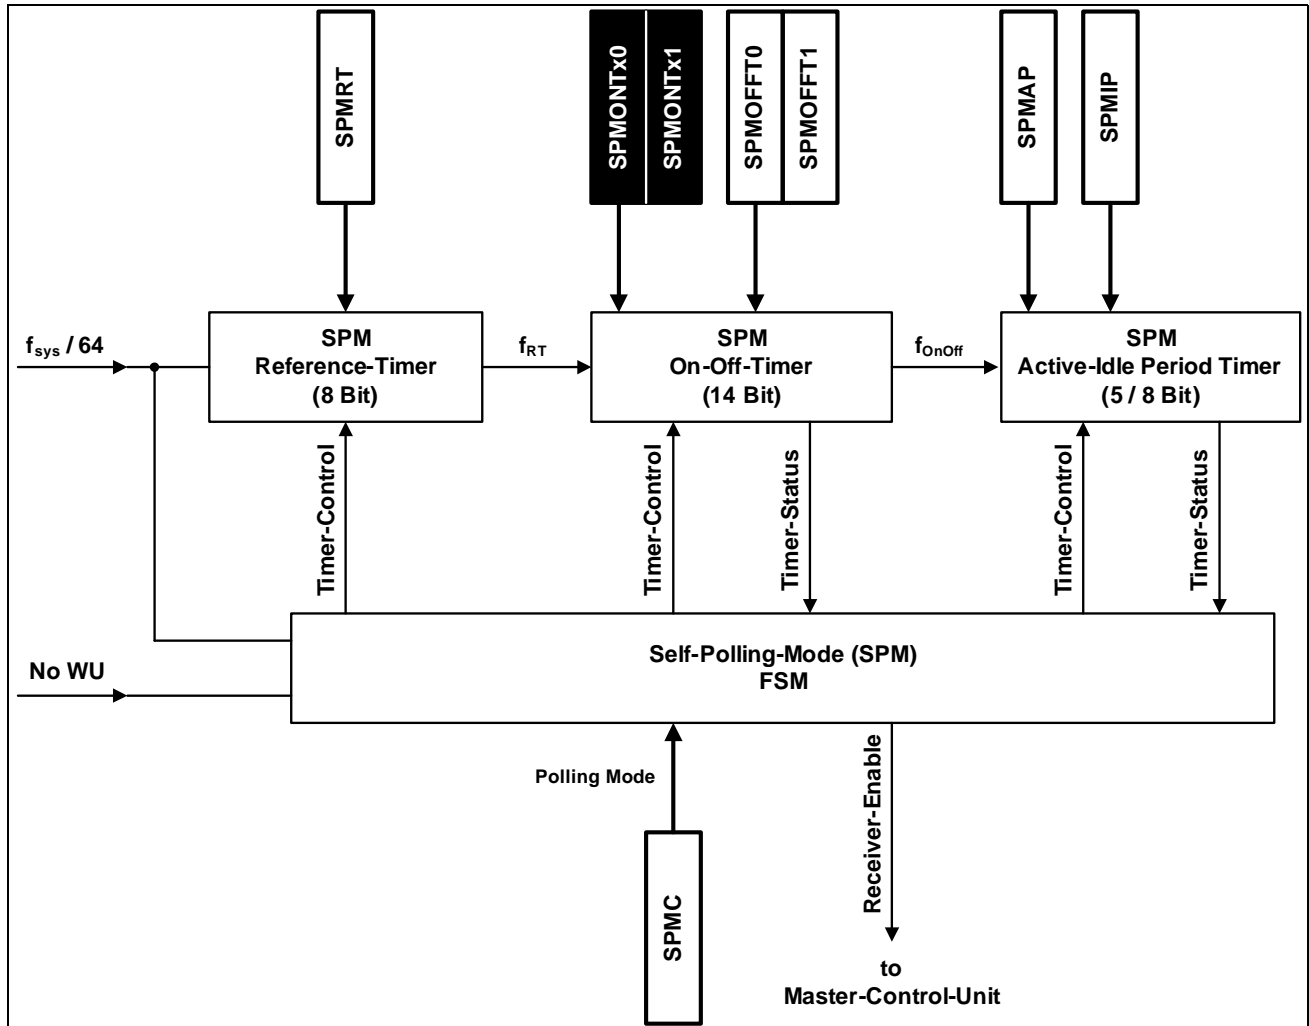 SPMRT
SPMONTx0
SPMONTx1
SPMOFFT0
SPMOFFT1
SPMAP
SPMIP
fsys / 64
SPM
Reference-Timer
(8 Bit)
fRT
SPM
On-Off-Timer
(14 Bit)
fOnOff
SPM
Active-Idle Period Timer
(5 / 8 Bit)
Timer-Control
Timer-Control
Timer-Status
Timer-Control
Timer-Status
No WU
Self-Polling-Mode (SPM)
FSM
Polling Mode
Receiver-Enable
SPMC
to
Master-Control-Unit